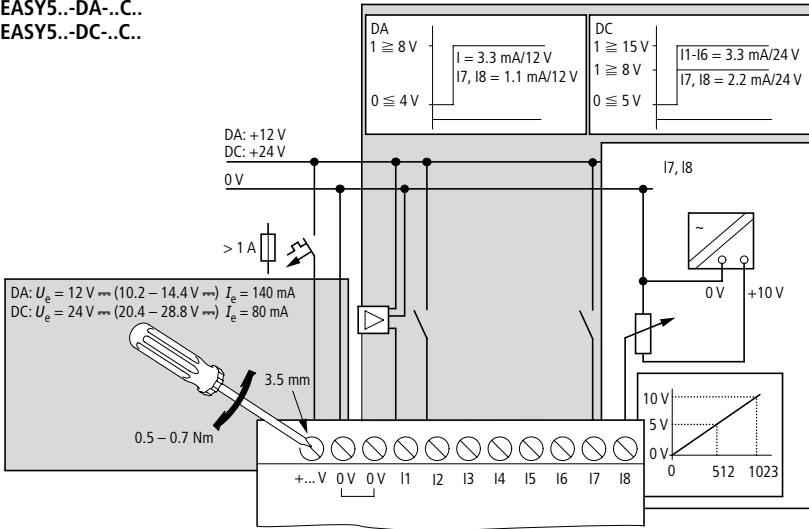 EASY5..-DA-..C..
EASY5..-DC-..C..
DA
1 ≧ 8 V
0 ≦ 4 V
I = 3.3 mA/12 V
I7, I8 = 1.1 mA/12 V
DC
1 ≧ 15 V
1 ≧ 8 V
0 ≦ 5 V
I1-I6 = 3.3 mA/24 V
I7, I8 = 2.2 mA/24 V
DA: +12 V
DC: +24 V
0 V
I7, I8
~
> 1 A
0 V +10 V
DA: Ue = 12 V ⎓ (10.2 – 14.4 V ⎓) Ie = 140 mA
DC: Ue = 24 V ⎓ (20.4 – 28.8 V ⎓) Ie = 80 mA
3.5 mm
0.5 – 0.7 Nm
10 V
5 V
0 V
0 512 1023
+... V 0 V 0 V I1 I2 I3 I4 I5 I6 I7 I8